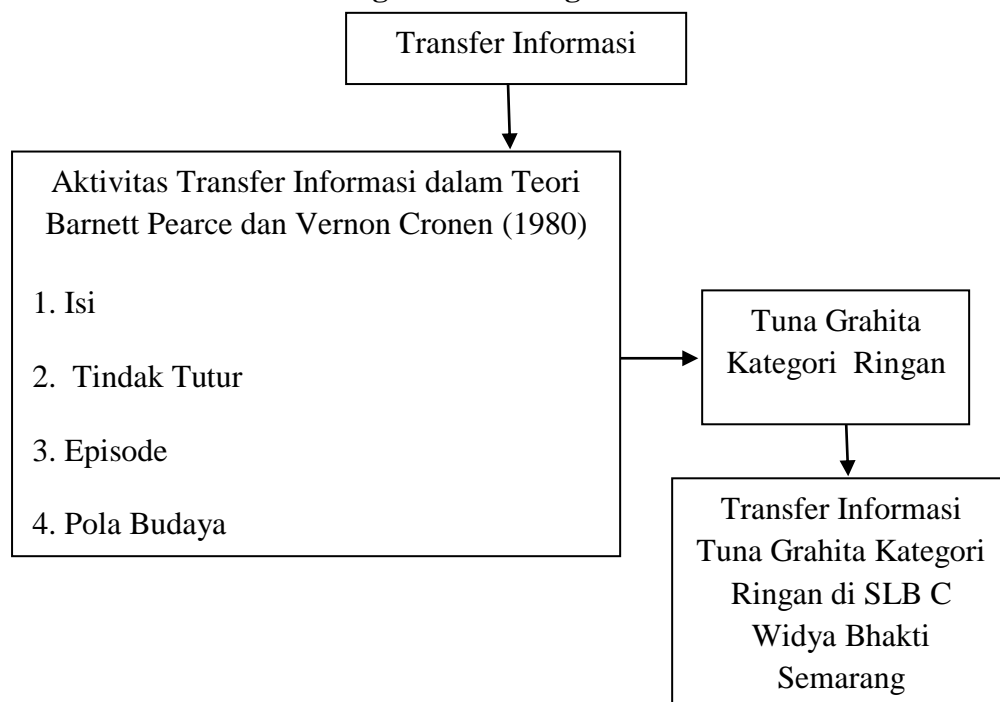 Transfer Informasi
Aktivitas Transfer Informasi dalam Teori
Barnett Pearce dan Vernon Cronen (1980)
1. Isi
2. Tindak Tutur
3. Episode
4. Pola Budaya
Tuna Grahita
Kategori Ringan
Transfer Informasi
Tuna Grahita Kategori
Ringan di SLB C
Widya Bhakti
Semarang